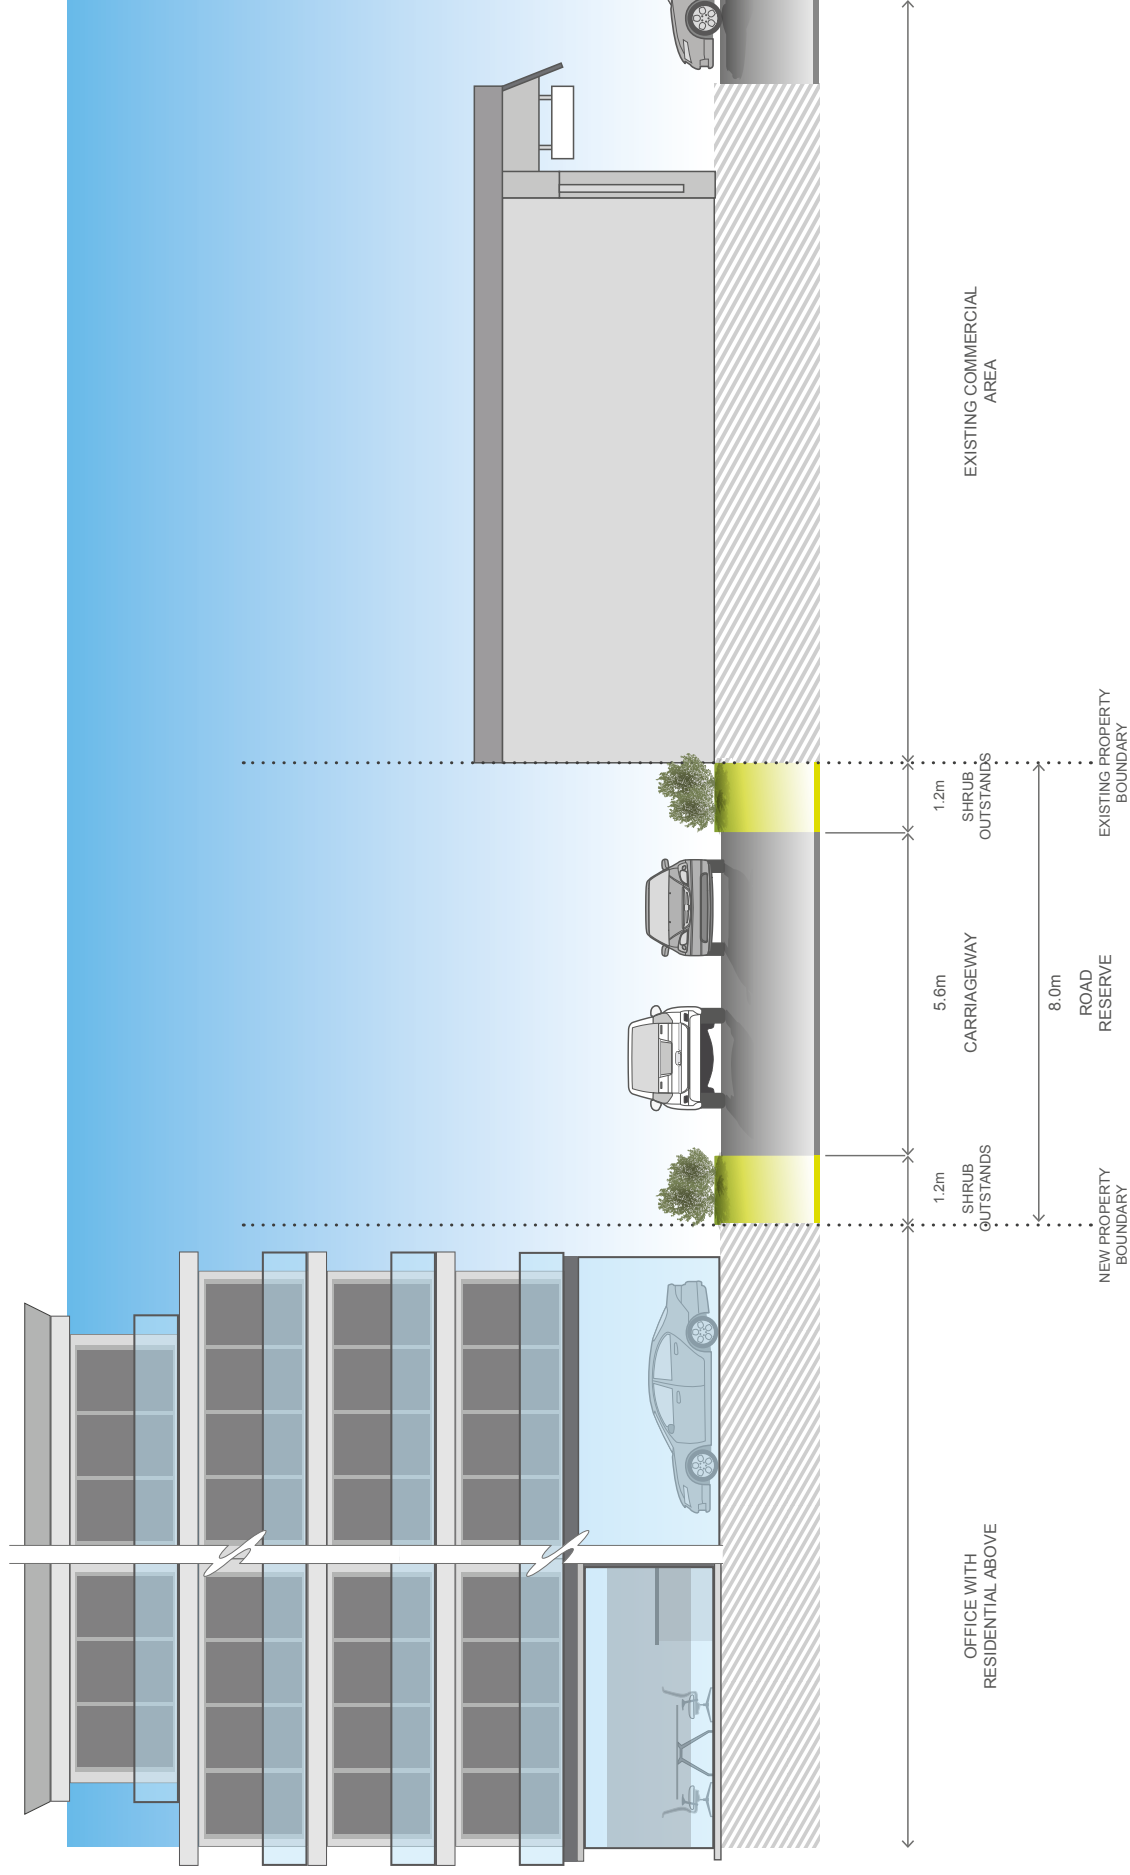 OFFICE WITH
RESIDENTIAL ABOVE
1.2m
SHRUB
OUTSTANDS
5.6m
CARRIAGEWAY
1.2m
SHRUB
OUTSTANDS
EXISTING COMMERCIAL
AREA
8.0m
ROAD
RESERVE
NEW PROPERTY
BOUNDARY
EXISTING PROPERTY
BOUNDARY